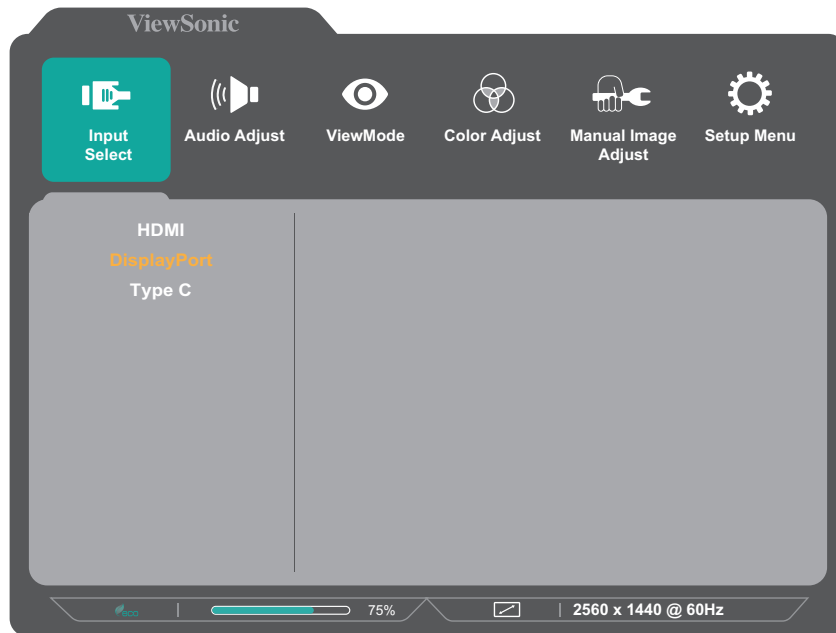 ViewSonic
Input
Select
Audio Adjust
ViewMode
Color Adjust
Manual Image
Adjust
Setup Menu
HDMI
DisplayPort
Type C
eco
75%
2560 x 1440 @ 60Hz